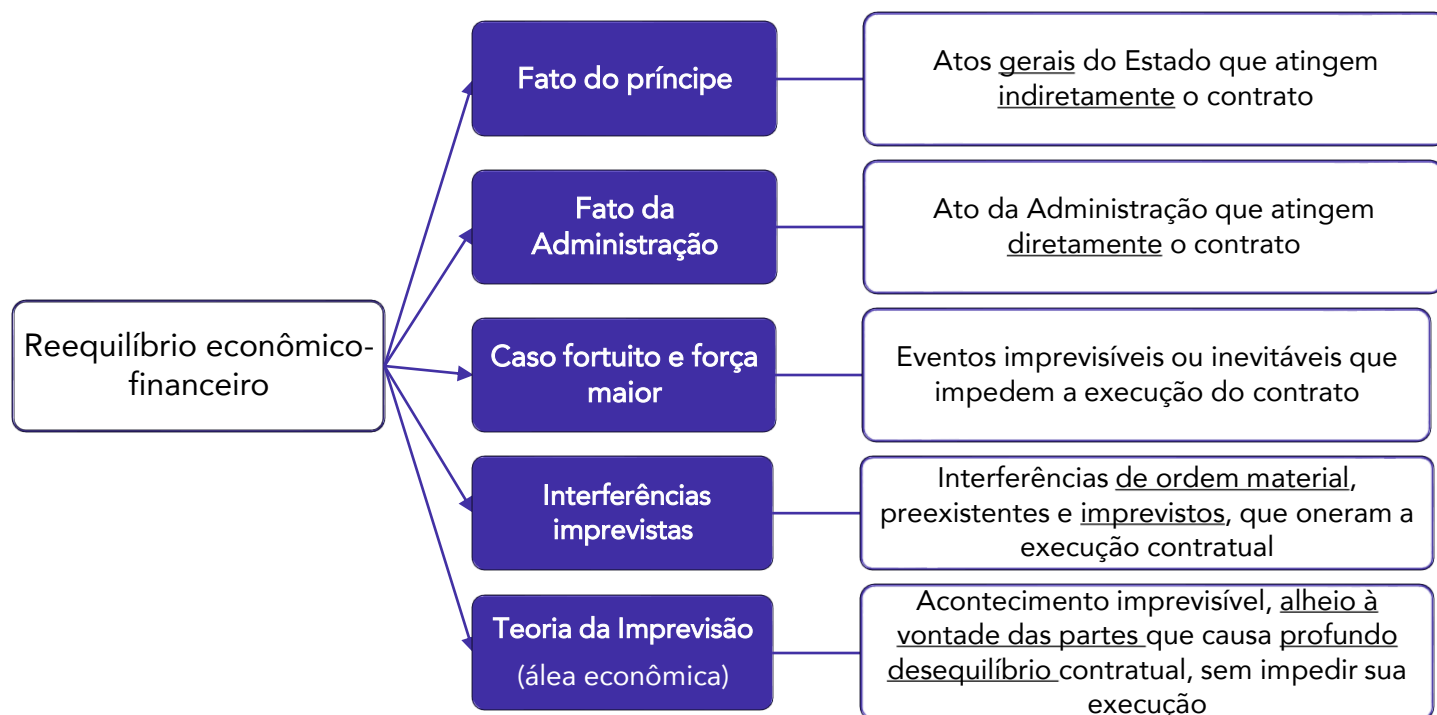 Reequilíbrio econômico-
financeiro
Fato do príncipe
Atos gerais do Estado que atingem
indiretamente o contrato
Fato da
Administração
Ato da Administração que atingem
diretamente o contrato
Caso fortuito e força
maior
Eventos imprevisíveis ou inevitáveis que
impedem a execução do contrato
Interferências
imprevistas
Interferências de ordem material,
preexistentes e imprevistos, que oneram a
execução contratual
Teoria da Imprevisão
(álea econômica)
Acontecimento imprevisível, alheio à
vontade das partes que causa profundo
desequilíbrio contratual, sem impedir sua
execução